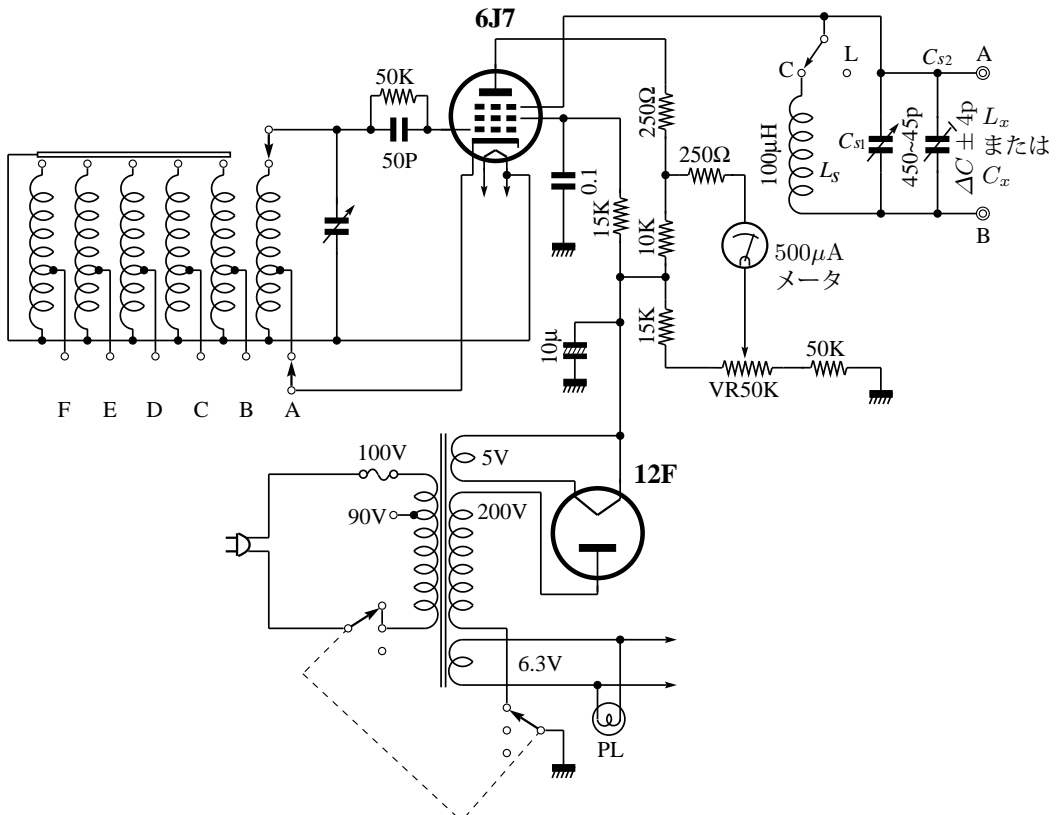 6J7
50K
50P
250Ω
250Ω
0.1
15K
10K
15K
10μ
500μA
メータ
VR50K
50K
C
L
100μH
Ls
Cs1
450~45p
Cs2
ΔC ± 4p
A
Lx
または
Cx
B
F E D C B A
100V
90V
5V
200V
12F
6.3V
PL